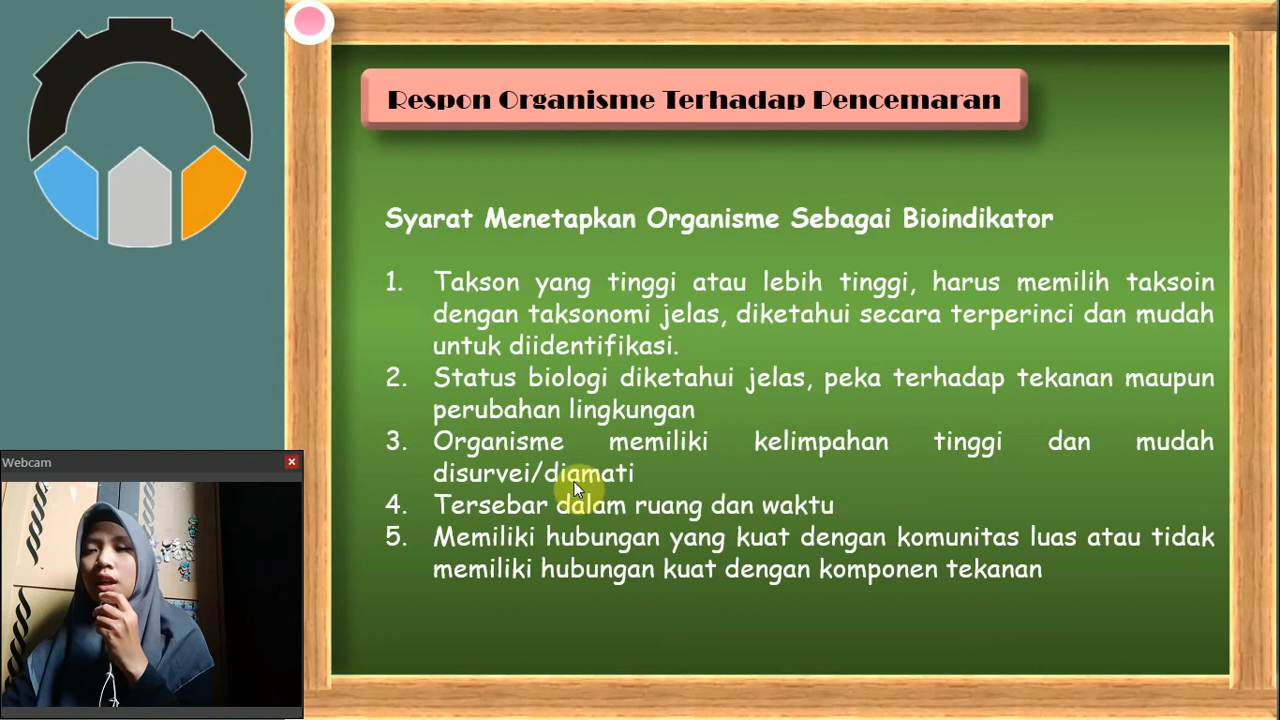 Respon Organisme Terhadap Pencemaran
Syarat Menetapkan Organisme Sebagai Bioindikator
1. Takson yang tinggi atau lebih tinggi, harus memilih taksoin
dengan taksonomi jelas, diketahui secara terperinci dan mudah
untuk diidentifikasi.
2. Status biologi diketahui jelas, peka terhadap tekanan maupun
perubahan lingkungan
3. Organisme memiliki kelimpahan tinggi dan mudah
disurvei/diamati
4. Tersebar dalam ruang dan waktu
5. Memiliki hubungan yang kuat dengan komunitas luas atau tidak
memiliki hubungan kuat dengan komponen tekanan
Webcam